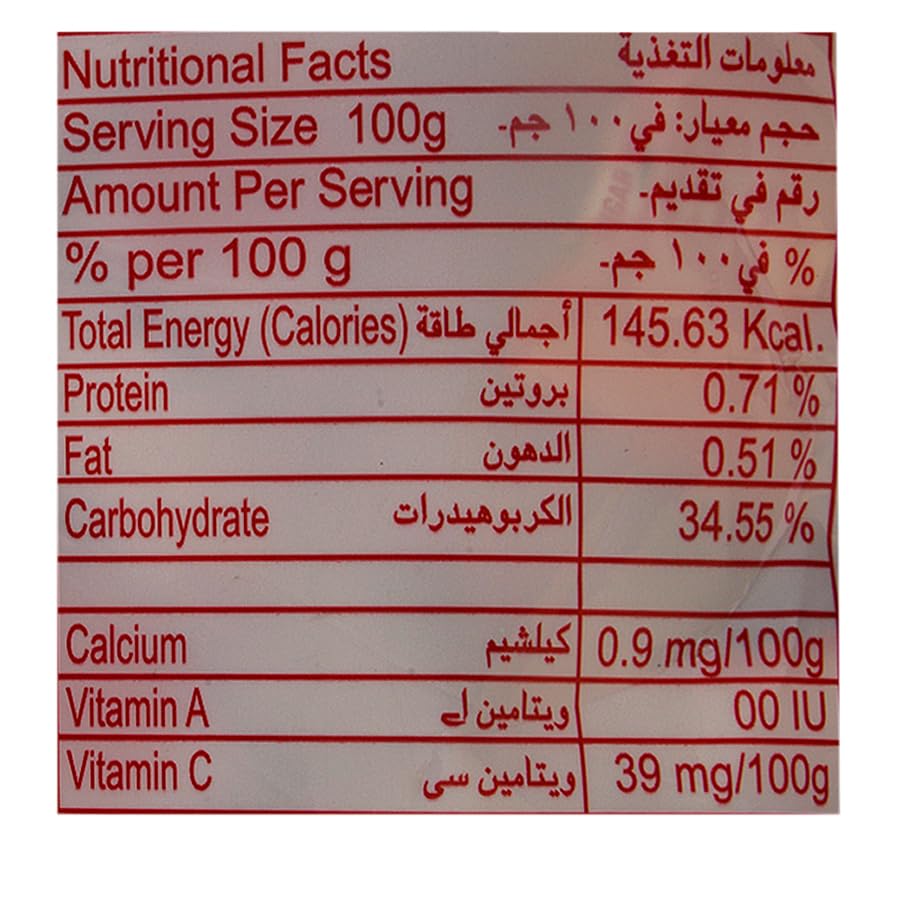 Nutritional Facts معلومات التغذية
Serving Size 100g حجم معيار: في ١٠٠ جم-
Amount Per Serving رقم في تقديم-
% per 100 g % في ١٠٠ جم-
Total Energy (Calories) أجمالي طاقة 145.63 Kcal.
Protein بروتين 0.71 %
Fat الدهون 0.51 %
Carbohydrate الكربوهيدرات 34.55 %
Calcium كيلشيم 0.9 mg/100g
Vitamin A ويتامين اے 00 IU
Vitamin C ويتامين سی 39 mg/100g